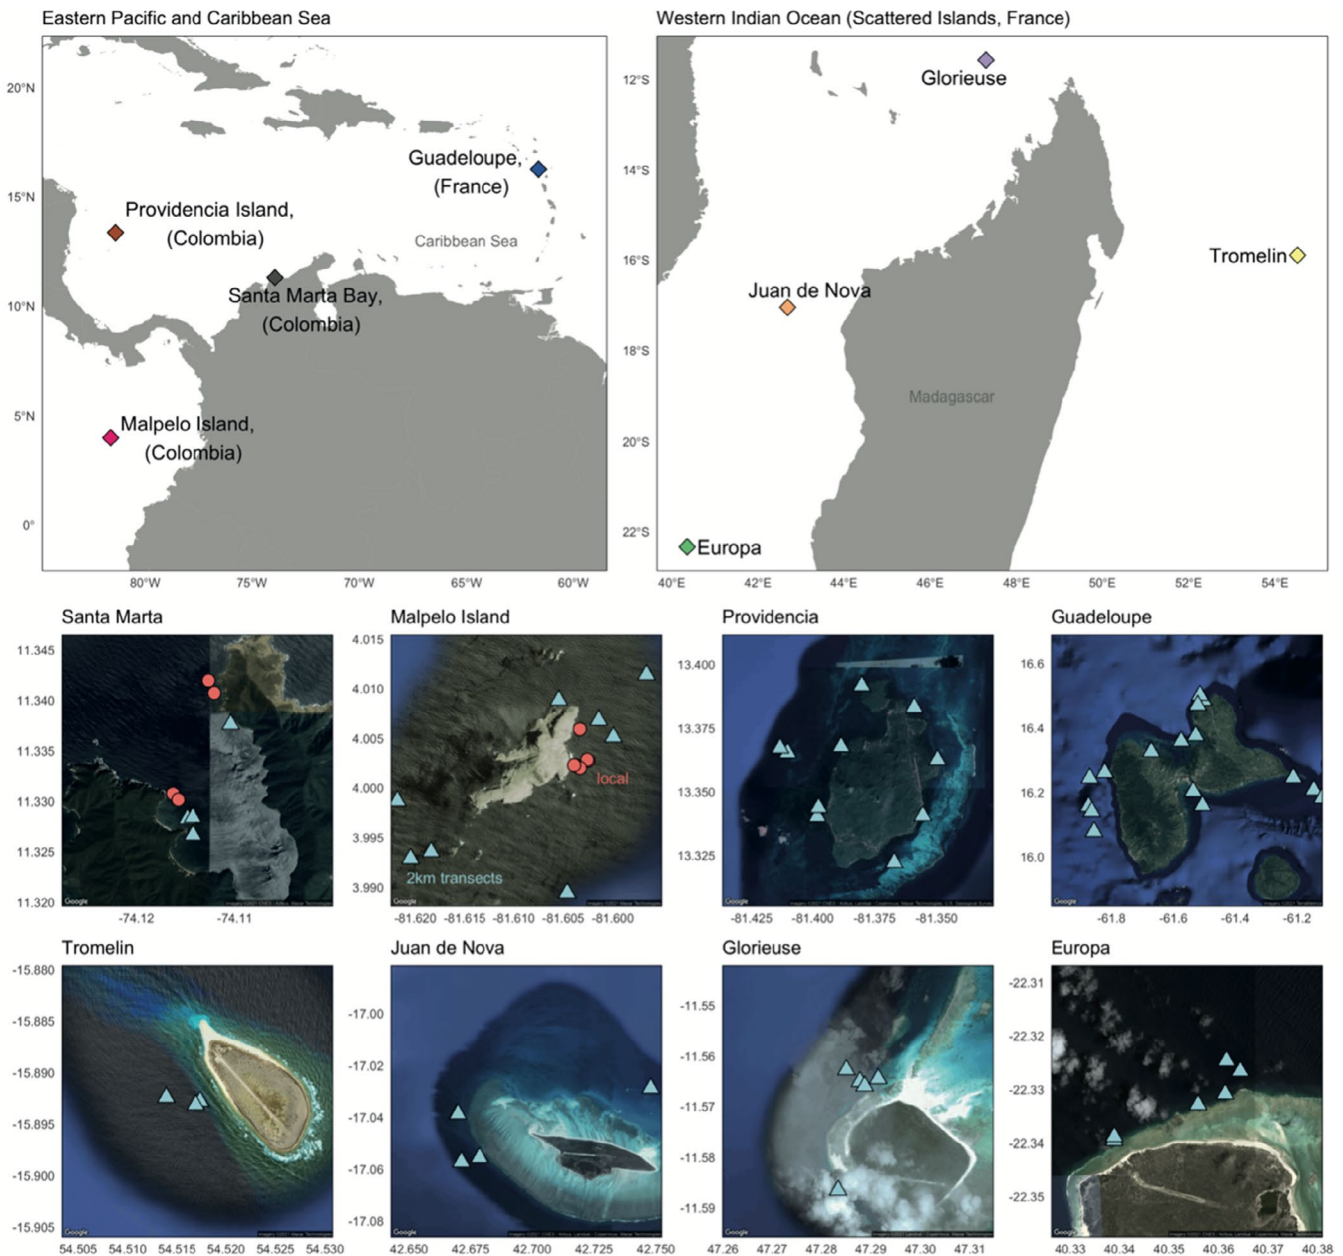 Eastern Pacific and Caribbean Sea
Western Indian Ocean (Scattered Islands, France)
20°N
15°N
10°N
5°N
0°
80°W
75°W
70°W
65°W
60°W
Guadeloupe,
(France)
Providencia Island,
(Colombia)
Caribbean Sea
Santa Marta Bay,
(Colombia)
Malpelo Island,
(Colombia)
12°S
14°S
16°S
18°S
20°S
22°S
40°E
42°E
44°E
46°E
48°E
50°E
52°E
54°E
Glorieuse
Tromelin
Juan de Nova
Madagascar
Europa
Santa Marta
11.345
11.340
11.335
11.330
11.325
11.320
Google
-74.12
-74.11
Malpelo Island
4.015
4.010
4.005
4.000
3.995
3.990
local
2km transects
Google
-81.620
-81.615
-81.610
-81.605
-81.600
Providencia
13.400
13.375
13.350
13.325
Google
-81.425
-81.400
-81.375
-81.350
Guadeloupe
16.6
16.4
16.2
16.0
Google
-61.8
-61.6
-61.4
-61.2
Tromelin
-15.880
-15.885
-15.890
-15.895
-15.900
-15.905
Google
54.505
54.510
54.515
54.520
54.525
54.530
Juan de Nova
-17.00
-17.02
-17.04
-17.06
-17.08
Google
42.650
42.675
42.700
42.725
42.750
Glorieuse
-11.55
-11.56
-11.57
-11.58
-11.59
Google
47.26
47.27
47.28
47.29
47.30
47.31
Europa
-22.31
-22.32
-22.33
-22.34
-22.35
Google
40.33
40.34
40.35
40.36
40.37
40.38